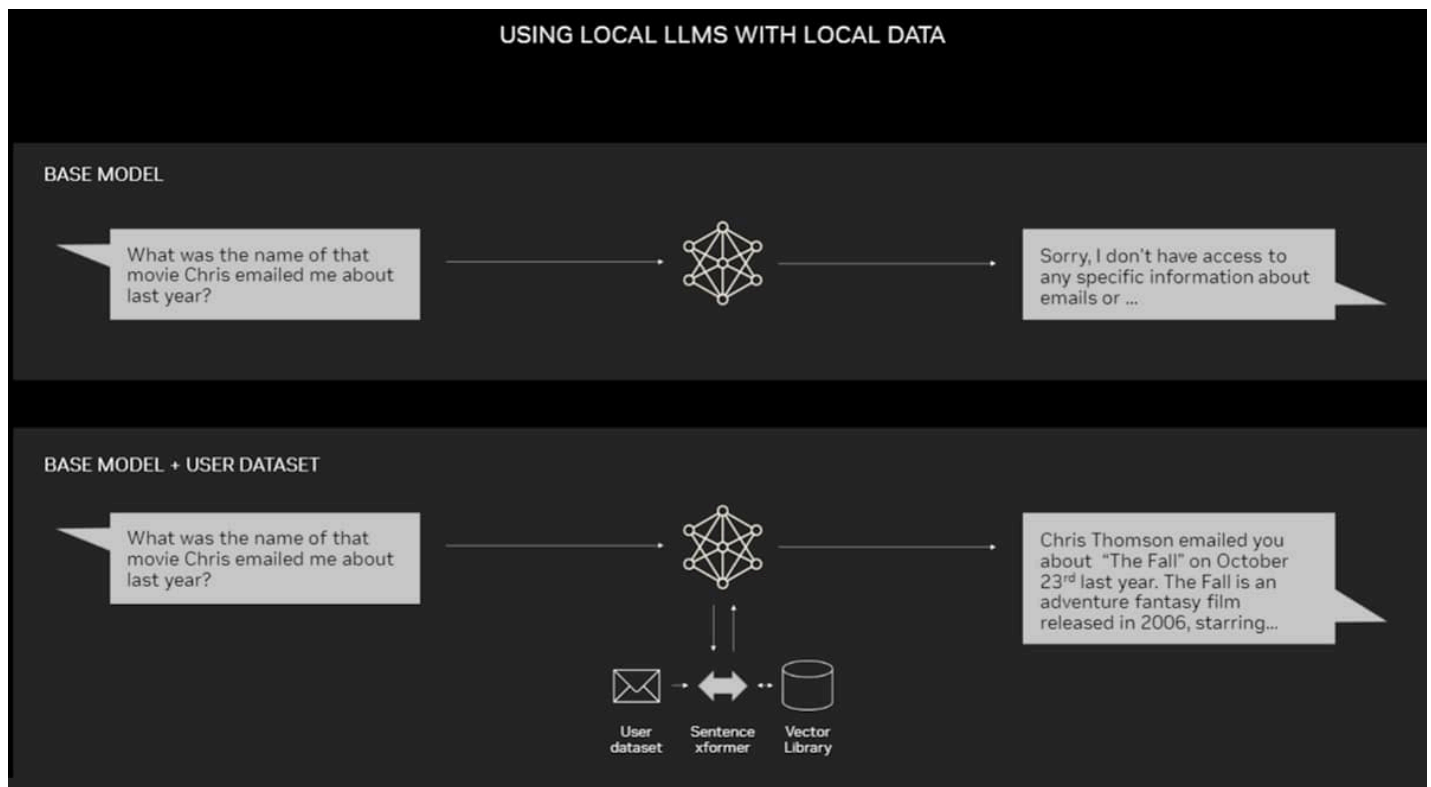 USING LOCAL LLMS WITH LOCAL DATA
BASE MODEL
What was the name of that
movie Chris emailed me about
last year?
Sorry, I don't have access to
any specific information about
emails or ...
BASE MODEL + USER DATASET
What was the name of that
movie Chris emailed me about
last year?
Chris Thomson emailed you
about "The Fall" on October
23rd last year. The Fall is an
adventure fantasy film
released in 2006, starring...
User
dataset
Sentence
xformer
Vector
Library